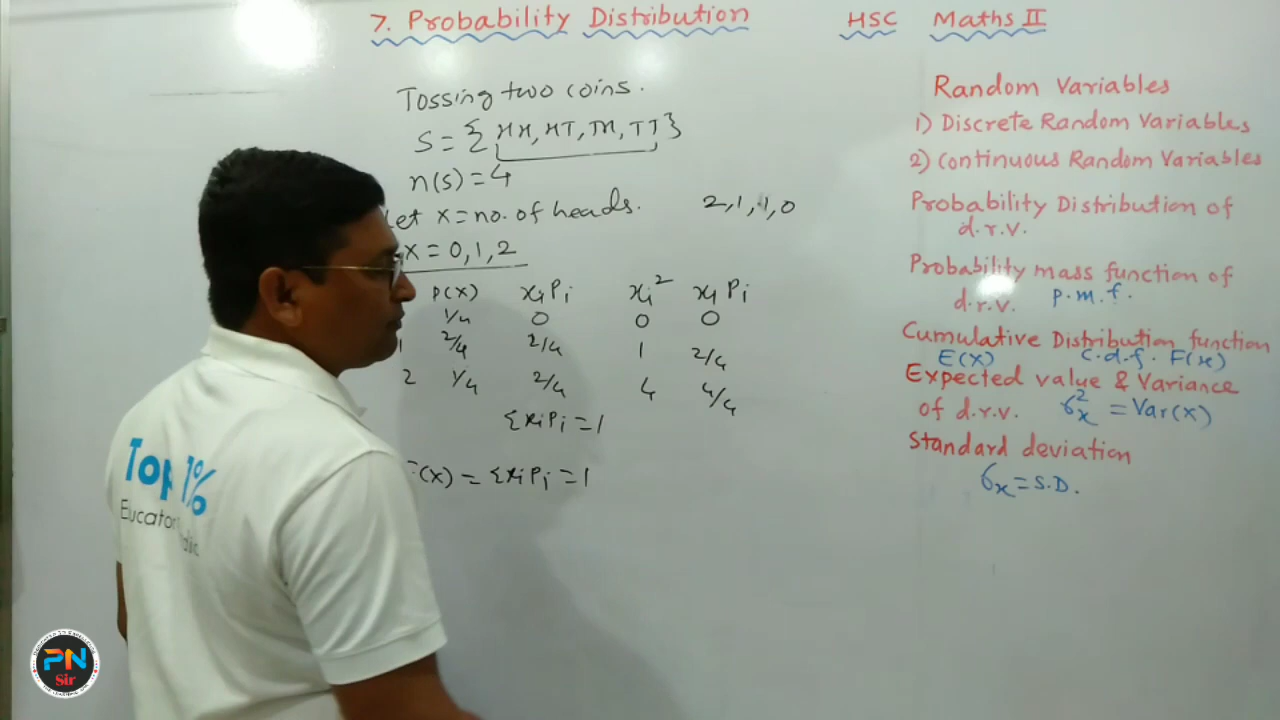 7. Probability Distribution HSC Maths II
Tossing two coins.
S = {HH, HT, TH, TT}
n(S) = 4
Let X = no. of heads. 2, 1, 1, 0
X = 0, 1, 2
P(X) xᵢPᵢ xᵢ² xᵢPᵢ
1/4 0 0 0
1 2/4 2/4 1 2/4
2 1/4 2/4 4 4/4
ΣxᵢPᵢ = 1
E(X) = ΣxᵢPᵢ = 1
Random Variables
1) Discrete Random Variables
2) Continuous Random Variables
Probability Distribution of
d.r.v.
Probability mass function of
d.r.v. p.m.f.
Cumulative Distribution function
E(X) c.d.f. F(x)
Expected value & Variance
of d.r.v. σₓ² = Var(X)
Standard deviation
σₓ = S.D.
Top 1%
Educator
PN
Sir